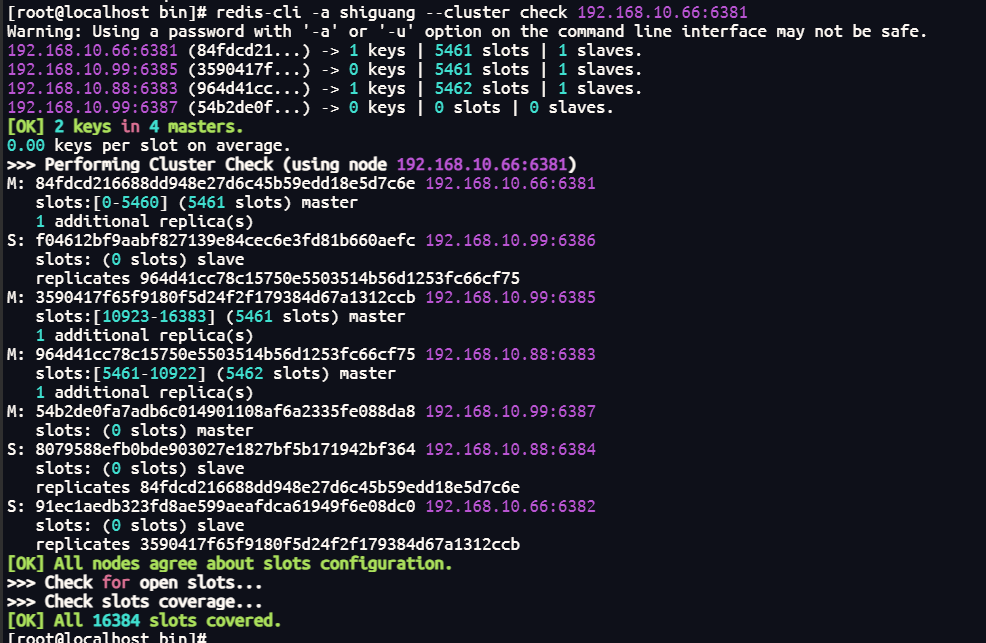 [root@localhost bin]# redis-cli -a shiguang --cluster check 192.168.10.66:6381
Warning: Using a password with '-a' or '-u' option on the command line interface may not be safe.
192.168.10.66:6381 (84fdcd21...) -> 1 keys | 5461 slots | 1 slaves.
192.168.10.99:6385 (3590417f...) -> 0 keys | 5461 slots | 1 slaves.
192.168.10.88:6383 (964d41cc...) -> 1 keys | 5462 slots | 1 slaves.
192.168.10.99:6387 (54b2de0f...) -> 0 keys | 0 slots | 0 slaves.
[OK] 2 keys in 4 masters.
0.00 keys per slot on average.
>>> Performing Cluster Check (using node 192.168.10.66:6381)
M: 84fdcd216688dd948e27d6c45b59edd18e5d7c6e 192.168.10.66:6381
   slots:[0-5460] (5461 slots) master
   1 additional replica(s)
S: f04612bf9aabf827139e84cec6e3fd81b660aefc 192.168.10.99:6386
   slots: (0 slots) slave
   replicates 964d41cc78c15750e5503514b56d1253fc66cf75
M: 3590417f65f9180f5d24f2f179384d67a1312ccb 192.168.10.99:6385
   slots:[10923-16383] (5461 slots) master
   1 additional replica(s)
M: 964d41cc78c15750e5503514b56d1253fc66cf75 192.168.10.88:6383
   slots:[5461-10922] (5462 slots) master
   1 additional replica(s)
M: 54b2de0fa7adb6c014901108af6a2335fe088da8 192.168.10.99:6387
   slots: (0 slots) master
S: 8079588efb0bde903027e1827bf5b171942bf364 192.168.10.88:6384
   slots: (0 slots) slave
   replicates 84fdcd216688dd948e27d6c45b59edd18e5d7c6e
S: 91ec1aedb323fd8ae599aeafdca61949f6e08dc0 192.168.10.66:6382
   slots: (0 slots) slave
   replicates 3590417f65f9180f5d24f2f179384d67a1312ccb
[OK] All nodes agree about slots configuration.
>>> Check for open slots...
>>> Check slots coverage...
[OK] All 16384 slots covered.
[root@localhost bin]#